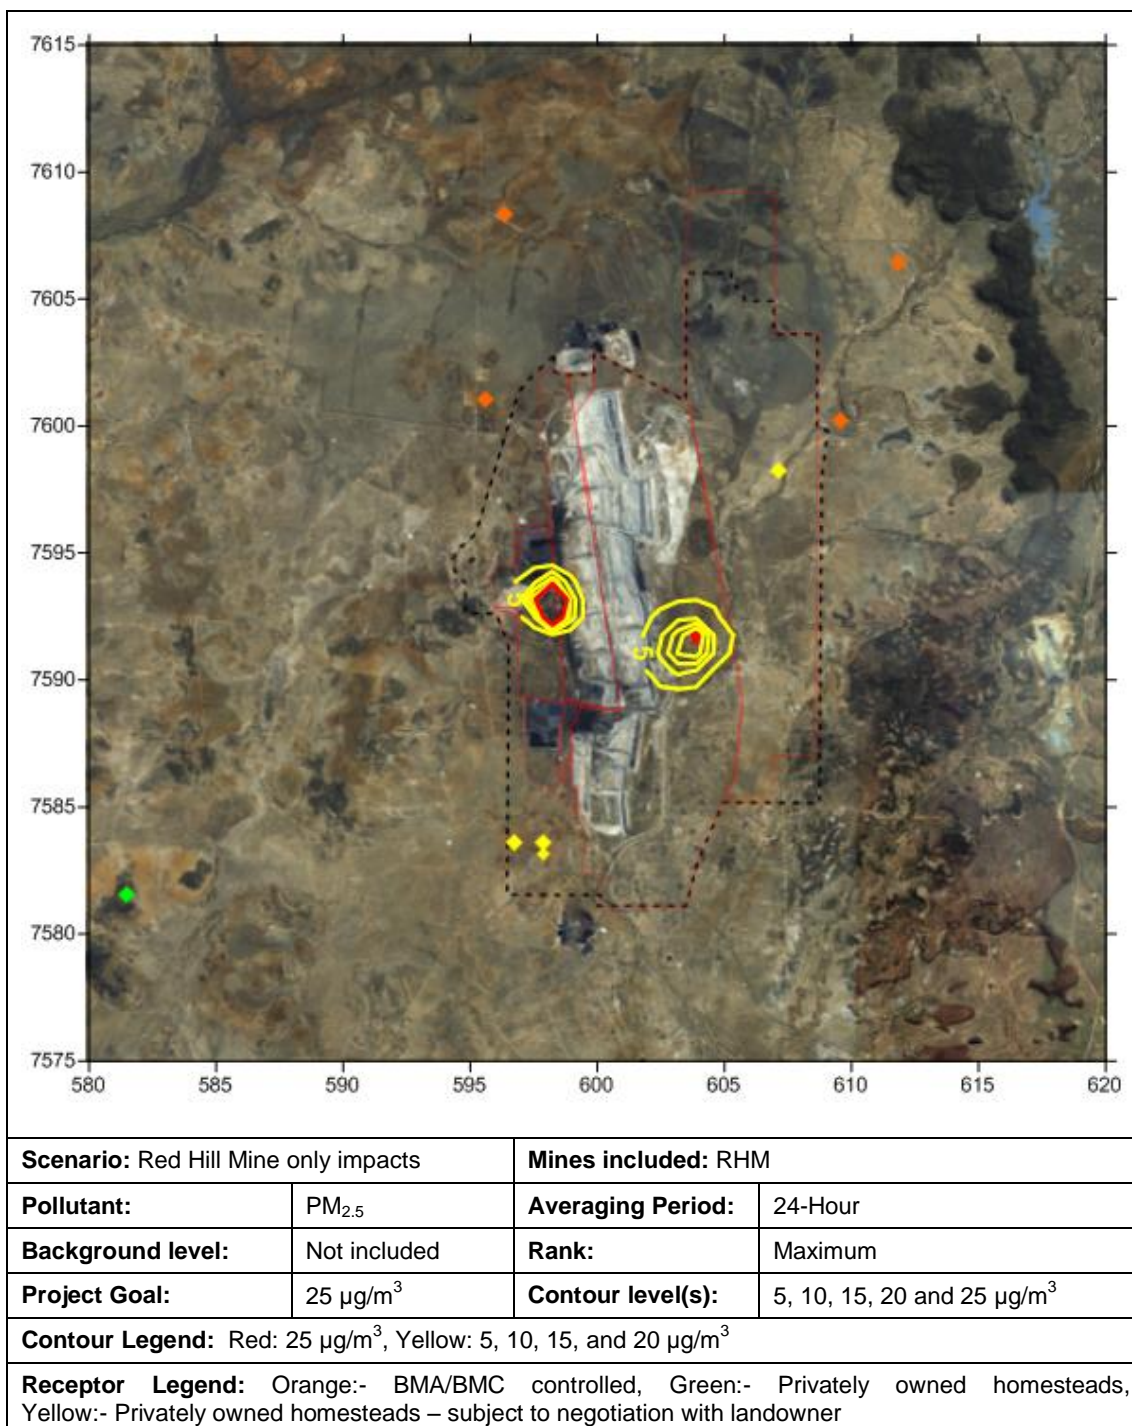 7615
7610
7605
7600
7595
7590
7585
7580
7575
580 585 590 595 600 605 610 615 620
5
5
Scenario: Red Hill Mine only impacts Mines included: RHM
Pollutant: PM2.5 Averaging Period: 24-Hour
Background level: Not included Rank: Maximum
Project Goal: 25 µg/m³ Contour level(s): 5, 10, 15, 20 and 25 µg/m³
Contour Legend: Red: 25 µg/m³, Yellow: 5, 10, 15, and 20 µg/m³
Receptor Legend: Orange:- BMA/BMC controlled, Green:- Privately owned homesteads,
Yellow:- Privately owned homesteads – subject to negotiation with landowner